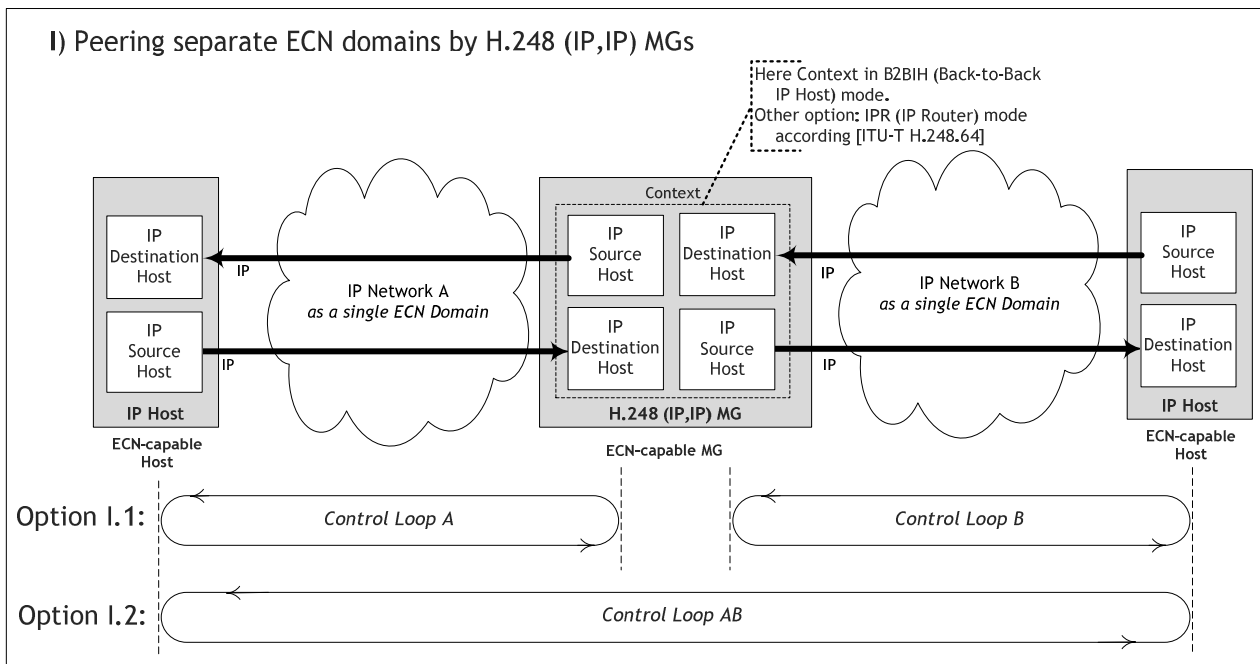 I) Peering separate ECN domains by H.248 (IP,IP) MGs
Here Context in B2BIH (Back-to-Back
IP Host) mode.
Other option: IPR (IP Router) mode
according [ITU-T H.248.64]
Context
IP
Destination
Host
IP
Source
Host
IP Host
ECN-capable
Host
IP
IP
IP Network A
as a single ECN Domain
IP
Source
Host
IP
Destination
Host
IP
Destination
Host
IP
Source
Host
H.248 (IP,IP) MG
ECN-capable MG
IP
IP
IP Network B
as a single ECN Domain
IP
Source
Host
IP
Destination
Host
IP Host
ECN-capable
Host
Option I.1:
Control Loop A
Control Loop B
Option I.2:
Control Loop AB